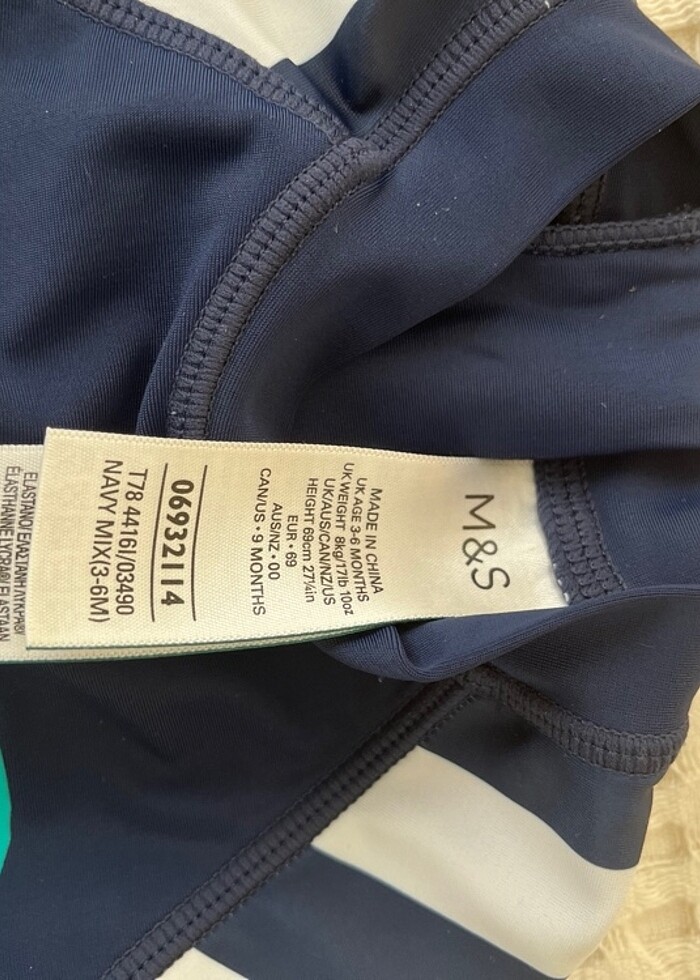 M&S
MADE IN CHINA
UK AGE 3-6 MONTHS
UK WEIGHT 8kg/17lb 10oz
UK/AUS/CAN/NZ/US
HEIGHT 69cm 27¼in
EUR • 69
AUS/NZ • 00
CAN/US • 9 MONTHS
06932114
T78 4416I/03490
NAVY MIX(3-6M)